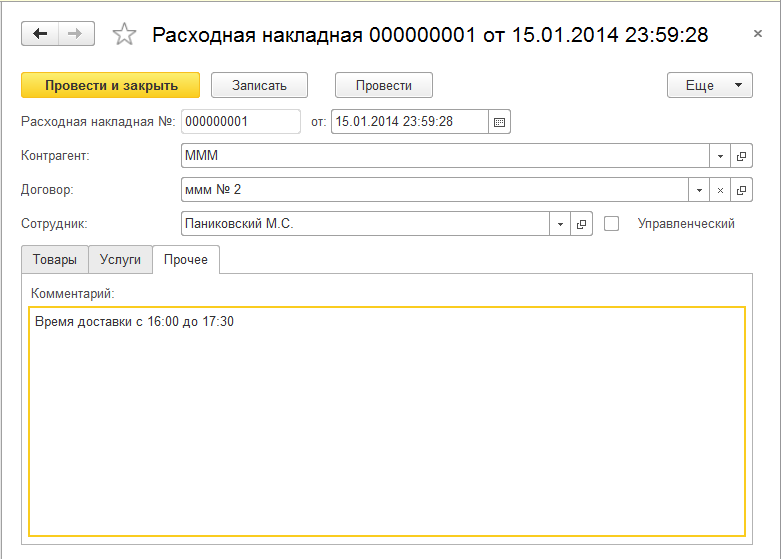 Расходная накладная 000000001 от 15.01.2014 23:59:28
Провести и закрыть Записать Провести Еще
Расходная накладная №: 000000001 от: 15.01.2014 23:59:28
Контрагент: МММ
Договор: ммм № 2
Сотрудник: Паниковский М.С. Управленческий
Товары Услуги Прочее
Комментарий:
Время доставки с 16:00 до 17:30